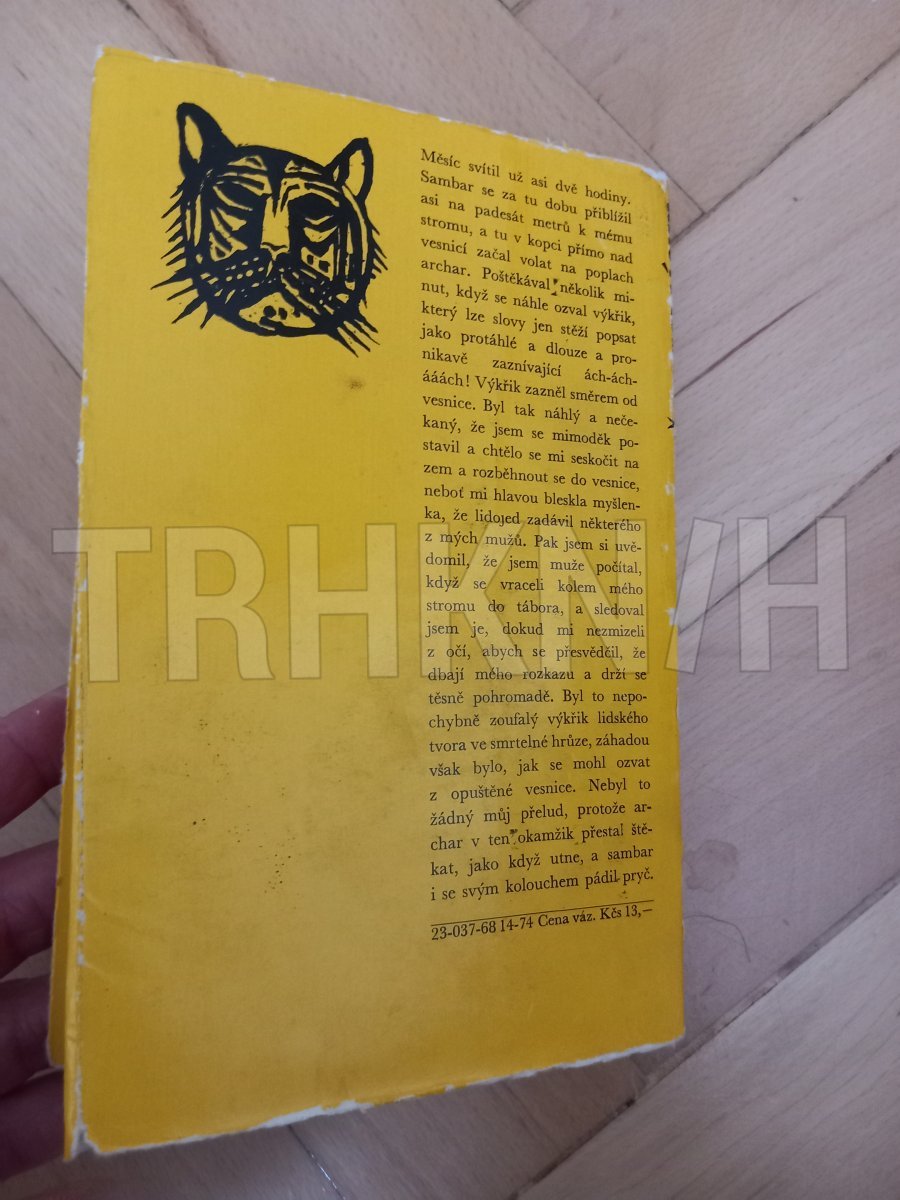 Měsíc svítil už asi dvě hodiny.
Sambar se za tu dobu přiblížil
asi na padesát metrů k mému
stromu, a tu v kopci přímo nad
vesnicí začal volat na poplach
archar. Poštěkával několik mi-
nut, když se náhle ozval výkřik,
který lze slovy jen stěží popsat
jako protáhlé a dlouze a pro-
nikavě zaznívající ách-ách-
ááách! Výkřik zazněl směrem od
vesnice. Byl tak náhlý a neče-
kaný, že jsem se mimoděk po-
stavil a chtělo se mi seskočit na
zem a rozběhnout se do vesnice,
neboť mi hlavou bleskla myšlen-
ka, že lidojed zadávil některého
z mých mužů. Pak jsem si uvě-
domil, že jsem muže počítal,
když se vraceli kolem mého
stromu do tábora, a sledoval
jsem je, dokud mi nezmizeli
z očí, abych se přesvědčil, že
dbají mého rozkazu a drží se
těsně pohromadě. Byl to nepo-
chybně zoufalý výkřik lidského
tvora ve smrtelné hrůze, záhadou
však bylo, jak se mohl ozvat
z opuštěné vesnice. Nebyl to
žádný můj přelud, protože ar-
char v ten okamžik přestal ště-
kat, jako když utne, a sambar
i se svým kolouchem pádil pryč.
23-037-68 14-74 Cena váz. Kčs 13,—
TRHKNIH